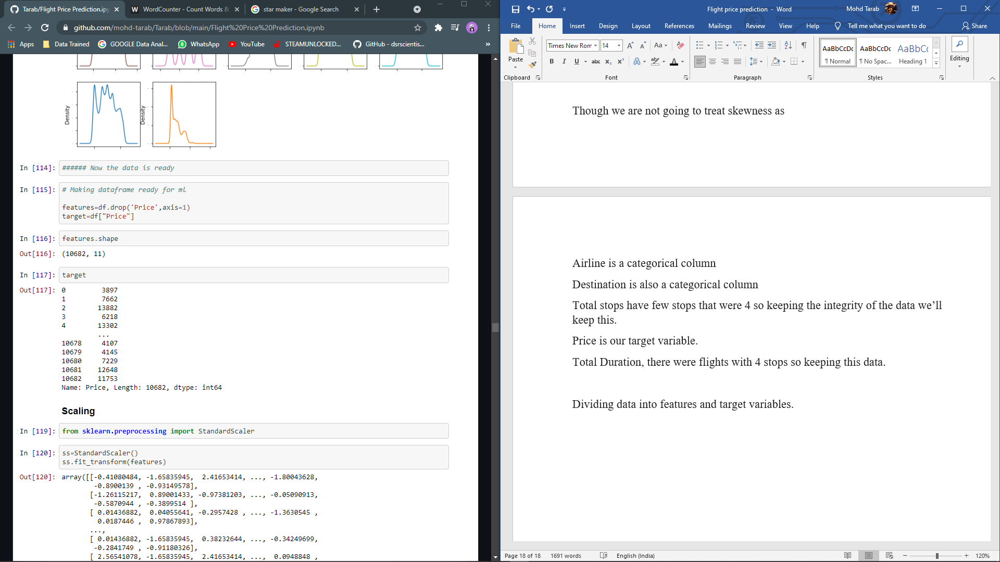 Tarab/Flight Price Prediction.ipy
WordCounter - Count Words &
star maker - Google Search
github.com/mohd-tarab/Tarab/blob/main/Flight%20Price%20Prediction.ipynb
Apps
Data Trained
GOOGLE Data Anal...
WhatsApp
YouTube
STEAMUNLOCKED...
GitHub - dsrscientis...
»
Density
Density
In [114]: ###### Now the data is ready
In [115]: # Making dataframe ready for ml
features=df.drop('Price',axis=1)
target=df["Price"]
In [116]: features.shape
Out[116]: (10682, 11)
In [117]: target
Out[117]: 0 3897
1 7662
2 13882
3 6218
4 13302
...
10678 4107
10679 4145
10680 7229
10681 12648
10682 11753
Name: Price, Length: 10682, dtype: int64
Scaling
In [119]: from sklearn.preprocessing import StandardScaler
In [120]: ss=StandardScaler()
ss.fit_transform(features)
Out[120]: array([[-0.41080484, -1.65835945, 2.41653414, ..., -1.80043628,
-0.8900139 , -0.93149578],
[-1.26115217, 0.89001433, -0.97381203, ..., -0.05090913,
-0.5870944 , -0.3899514 ],
[ 0.01436882, 0.04055641, -0.2957428 , ..., -1.3630545 ,
0.0187446 , 0.97867893],
...,
[ 0.01436882, -1.65835945, 0.38232644, ..., -0.34249699,
-0.2841749 , -0.91180326],
[ 2.56541078, -1.65835945, 2.41653414, ..., 0.0948848 ,
Flight price prediction - Word
Mohd Tarab
File
Home
Insert
Design
Layout
References
Mailings
Review
View
Help
Tell me what you want to do
Share
Paste
Clipboard
Times New Ror
14
B I U abc x₂ x²
Aa
A
Font
Paragraph
AaBbCcDc
¶ Normal
AaBbCcDc
¶ No Spac...
AaBbCc
Heading 1
Styles
Editing
Though we are not going to treat skewness as
Airline is a categorical column
Destination is also a categorical column
Total stops have few stops that were 4 so keeping the integrity of the data we’ll
keep this.
Price is our target variable.
Total Duration, there were flights with 4 stops so keeping this data.
Dividing data into features and target variables.
Page 18 of 18
1691 words
English (India)
120%